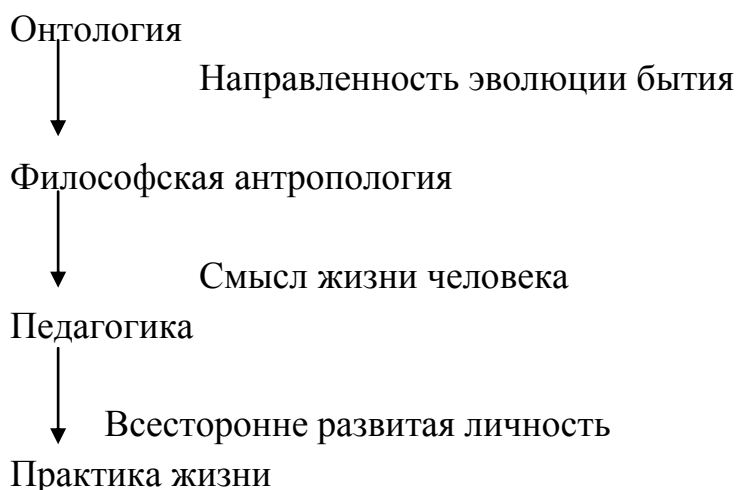 Онтология
Направленность эволюции бытия
Философская антропология
Смысл жизни человека
Педагогика
Всесторонне развитая личность
Практика жизни